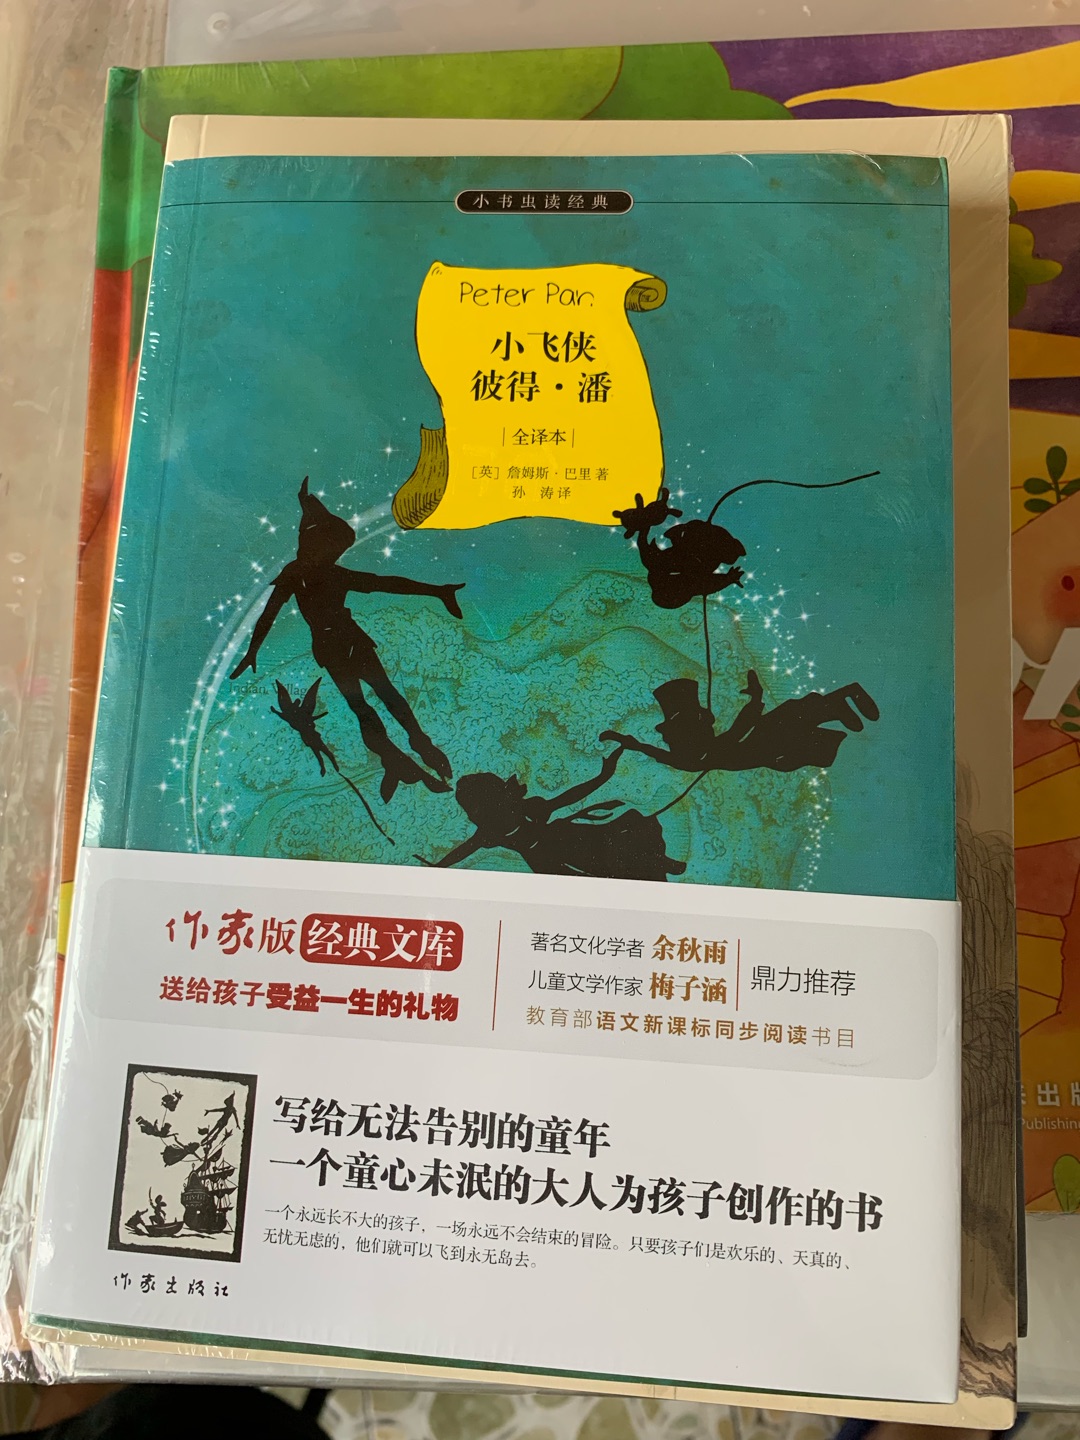 小书虫读经典
Peter Pan
小飞侠
彼得·潘
|全译本|
[英] 詹姆斯·巴里 著
孙 涛 译
Indian Village
作家版 经典文库
送给孩子受益一生的礼物
著名文化学者 余秋雨
儿童文学作家 梅子涵
鼎力推荐
教育部语文新课标同步阅读书目
写给无法告别的童年
一个童心未泯的大人为孩子创作的书
一个永远长不大的孩子，一场永远不会结束的冒险。只要孩子们是欢乐的、天真的、
无忧无虑的，他们就可以飞到永无岛去。
作家出版社
出版
Publishing